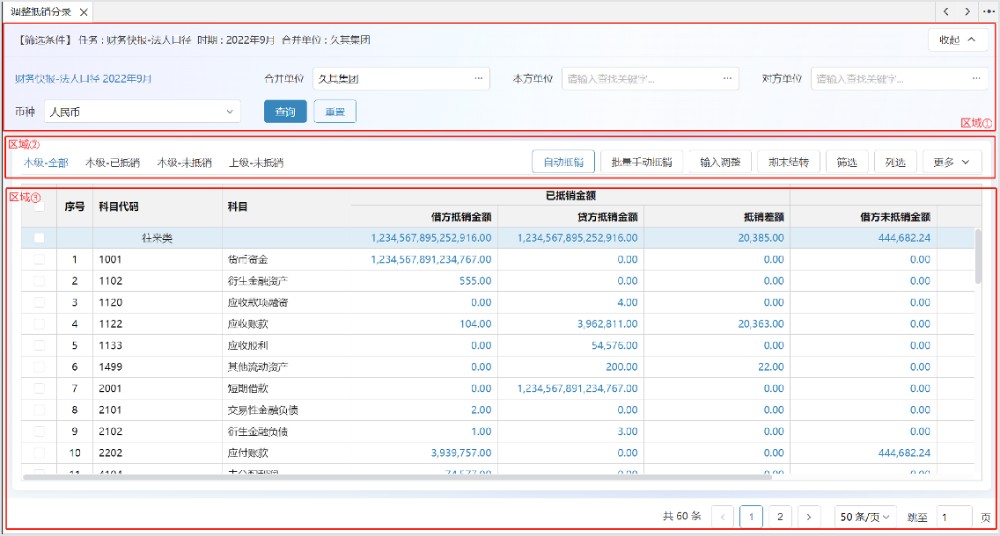 调整抵销分录
【筛选条件】 任务 : 财务快报-法人口径 时期 : 2022年9月 合并单位 : 久其集团
收起
财务快报-法人口径 2022年9月 合并单位 久其集团 ... 本方单位 请输入查找关键字... ... 对方单位 请输入查找关键字... ...
币种 人民币 查询 重置
区域①
区域②
本级-全部 本级-已抵销 本级-未抵销 上级-未抵销 自动抵销 批量手动抵销 输入调整 期末结转 筛选 列选 更多
区域③
序号 科目代码 科目 已抵销金额
借方抵销金额 贷方抵销金额 抵销差额 借方未抵销金额
往来类 1,234,567,895,252,916.00 1,234,567,895,252,916.00 20,385.00 444,682.24
1 1001 货币资金 1,234,567,891,234,767.00 0.00 0.00 0.00
2 1102 衍生金融资产 555.00 0.00 0.00 0.00
3 1120 应收款项融资 0.00 4.00 0.00 0.00
4 1122 应收账款 104.00 3,962,811.00 20,363.00 0.00
5 1133 应收股利 0.00 54,576.00 0.00 0.00
6 1499 其他流动资产 0.00 200.00 22.00 0.00
7 2001 短期借款 0.00 1,234,567,891,234,767.00 0.00 0.00
8 2101 交易性金融负债 2.00 0.00 0.00 0.00
9 2102 衍生金融负债 1.00 3.00 0.00 0.00
10 2202 应付账款 3,939,757.00 0.00 0.00 444,682.24
11 4104 未分配利润 74,577.00 0.00 0.00 0.00
共 60 条 1 2 50 条/页 跳至 1 页